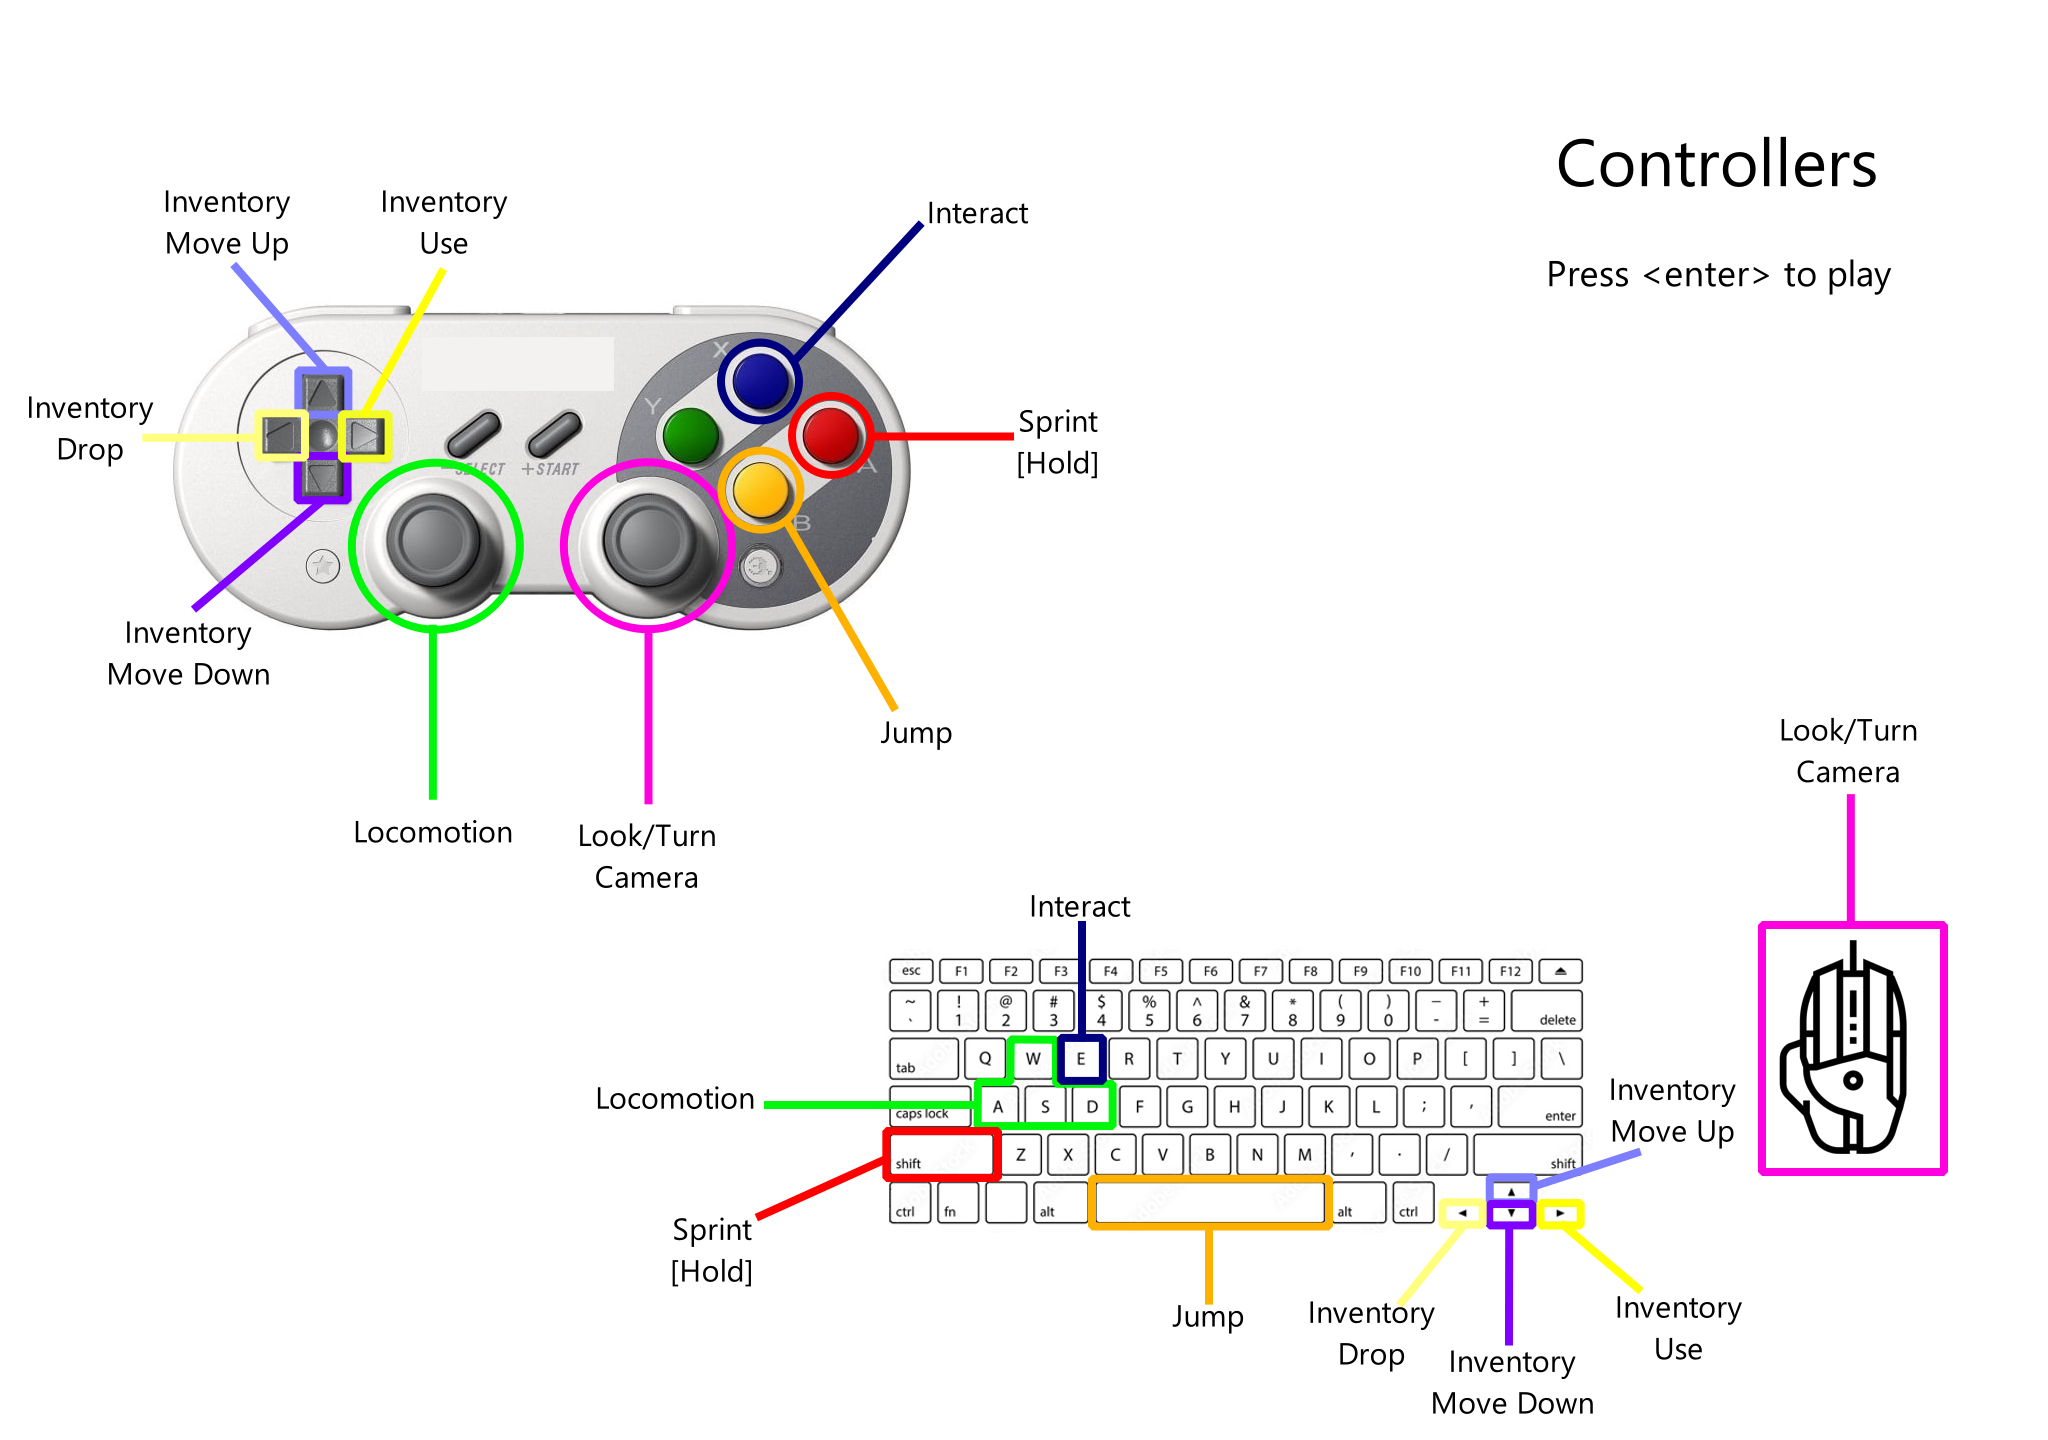 Controllers
Press <enter> to play
Inventory
Move Up
Inventory
Use
Interact
X
Y
A
B
Inventory
Drop
Sprint
[Hold]
- SELECT
+START
Inventory
Move Down
Jump
Locomotion
Look/Turn
Camera
Look/Turn
Camera
Interact
esc F1 F2 F3 F4 F5 F6 F7 F8 F9 F10 F11 F12
~ ! @ # $ % ^ & * ( ) — +
` 1 2 3 4 5 6 7 8 9 0 - = delete
tab Q W E R T Y U I O P [ ] \
Locomotion
caps lock A S D F G H J K L ; ' enter
shift Z X C V B N M , . / shift
ctrl fn alt alt ctrl
Inventory
Move Up
Sprint
[Hold]
Jump
Inventory
Drop
Inventory
Move Down
Inventory
Use